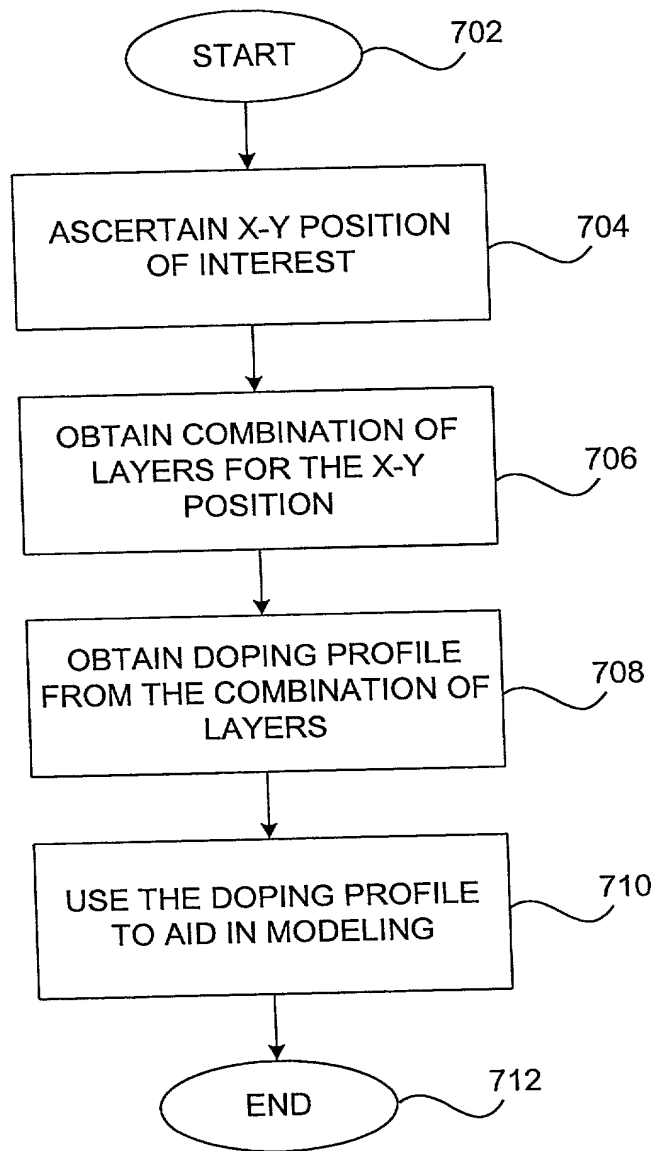 START
702
ASCERTAIN X-Y POSITION
OF INTEREST
704
OBTAIN COMBINATION OF
LAYERS FOR THE X-Y
POSITION
706
OBTAIN DOPING PROFILE
FROM THE COMBINATION OF
LAYERS
708
USE THE DOPING PROFILE
TO AID IN MODELING
710
END
712